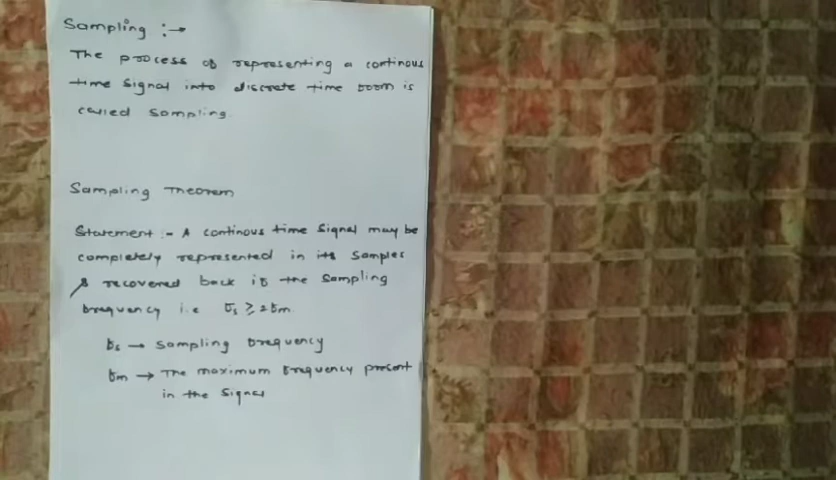 Sampling :→
The process of representing a continous
time signal into discrete time form is
called sampling.
Sampling Theorem
Statement :- A continous time signal may be
completely represented in its samples
& recovered back if the sampling
frequency i.e fs ≥ 2fm.
fs → sampling frequency
fm → The maximum frequency present
in the signal